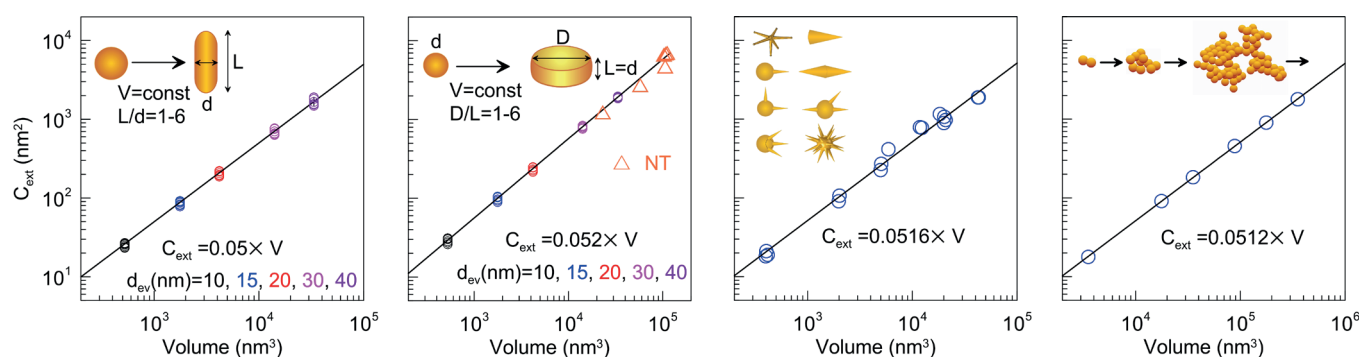 C_ext (nm²)
10⁴
10³
10²
10¹
V=const
L/d=1-6
L
d
C_ext =0.05× V
d_ev(nm)=10, 15, 20, 30, 40
10³
10⁴
10⁵
Volume (nm³)
d
D
L=d
V=const
D/L=1-6
NT
C_ext =0.052× V
d_ev(nm)=10, 15, 20, 30, 40
10³
10⁴
10⁵
Volume (nm³)
C_ext =0.0516× V
10³
10⁴
10⁵
Volume (nm³)
C_ext =0.0512× V
10⁴
10⁵
10⁶
Volume (nm³)